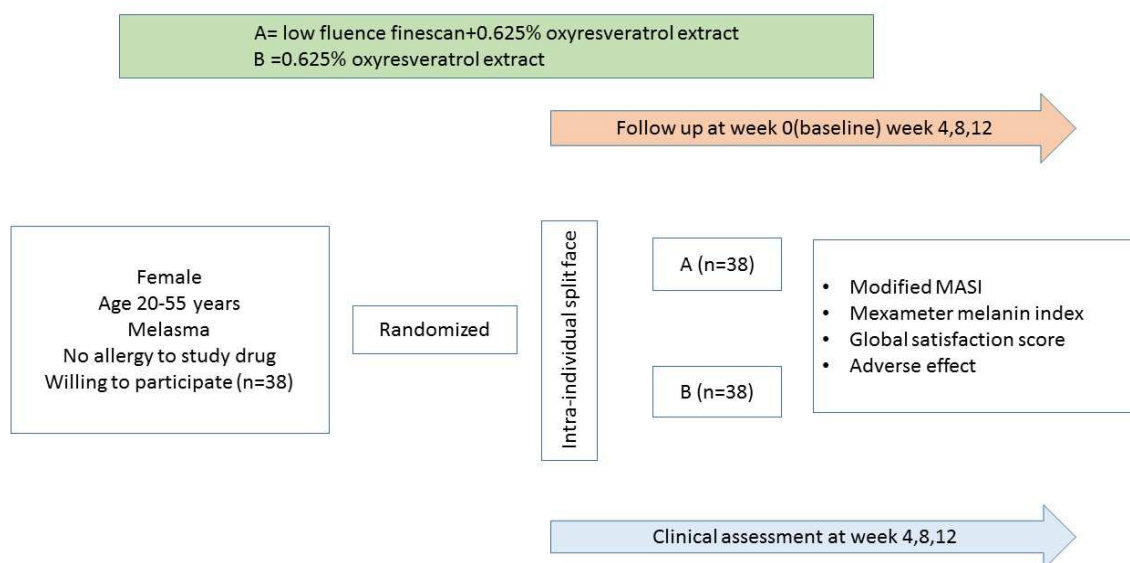 A= low fluence finescan+0.625% oxyresveratrol extract
B =0.625% oxyresveratrol extract
Follow up at week 0(baseline) week 4,8,12
Female
Age 20-55 years
Melasma
No allergy to study drug
Willing to participate (n=38)
Randomized
Intra-individual split face
A (n=38)
B (n=38)
• Modified MASI
• Mexameter melanin index
• Global satisfaction score
• Adverse effect
Clinical assessment at week 4,8,12